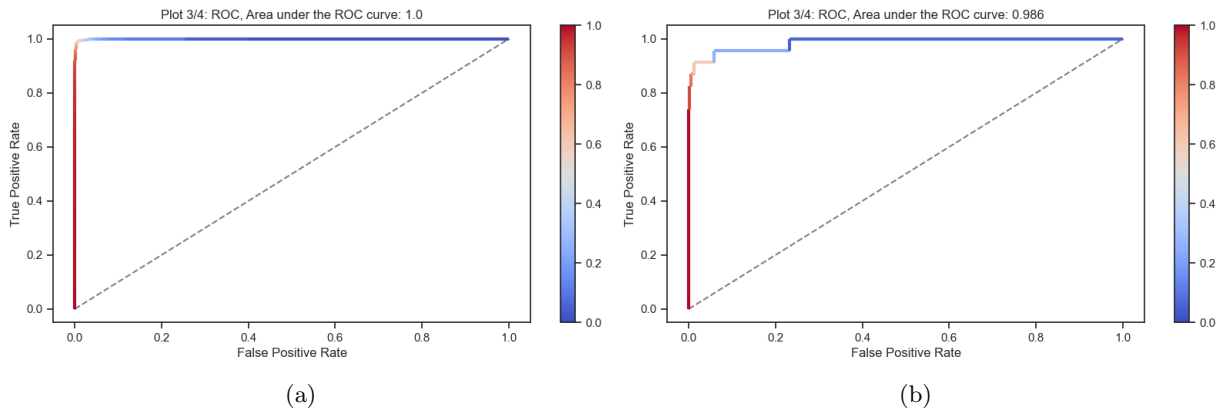 Plot 3/4: ROC, Area under the ROC curve: 1.0
1.0
0.8
0.6
0.4
0.2
0.0
True Positive Rate
0.0 0.2 0.4 0.6 0.8 1.0
False Positive Rate
1.0
0.8
0.6
0.4
0.2
0.0
(a)
Plot 3/4: ROC, Area under the ROC curve: 0.986
1.0
0.8
0.6
0.4
0.2
0.0
True Positive Rate
0.0 0.2 0.4 0.6 0.8 1.0
False Positive Rate
1.0
0.8
0.6
0.4
0.2
0.0
(b)